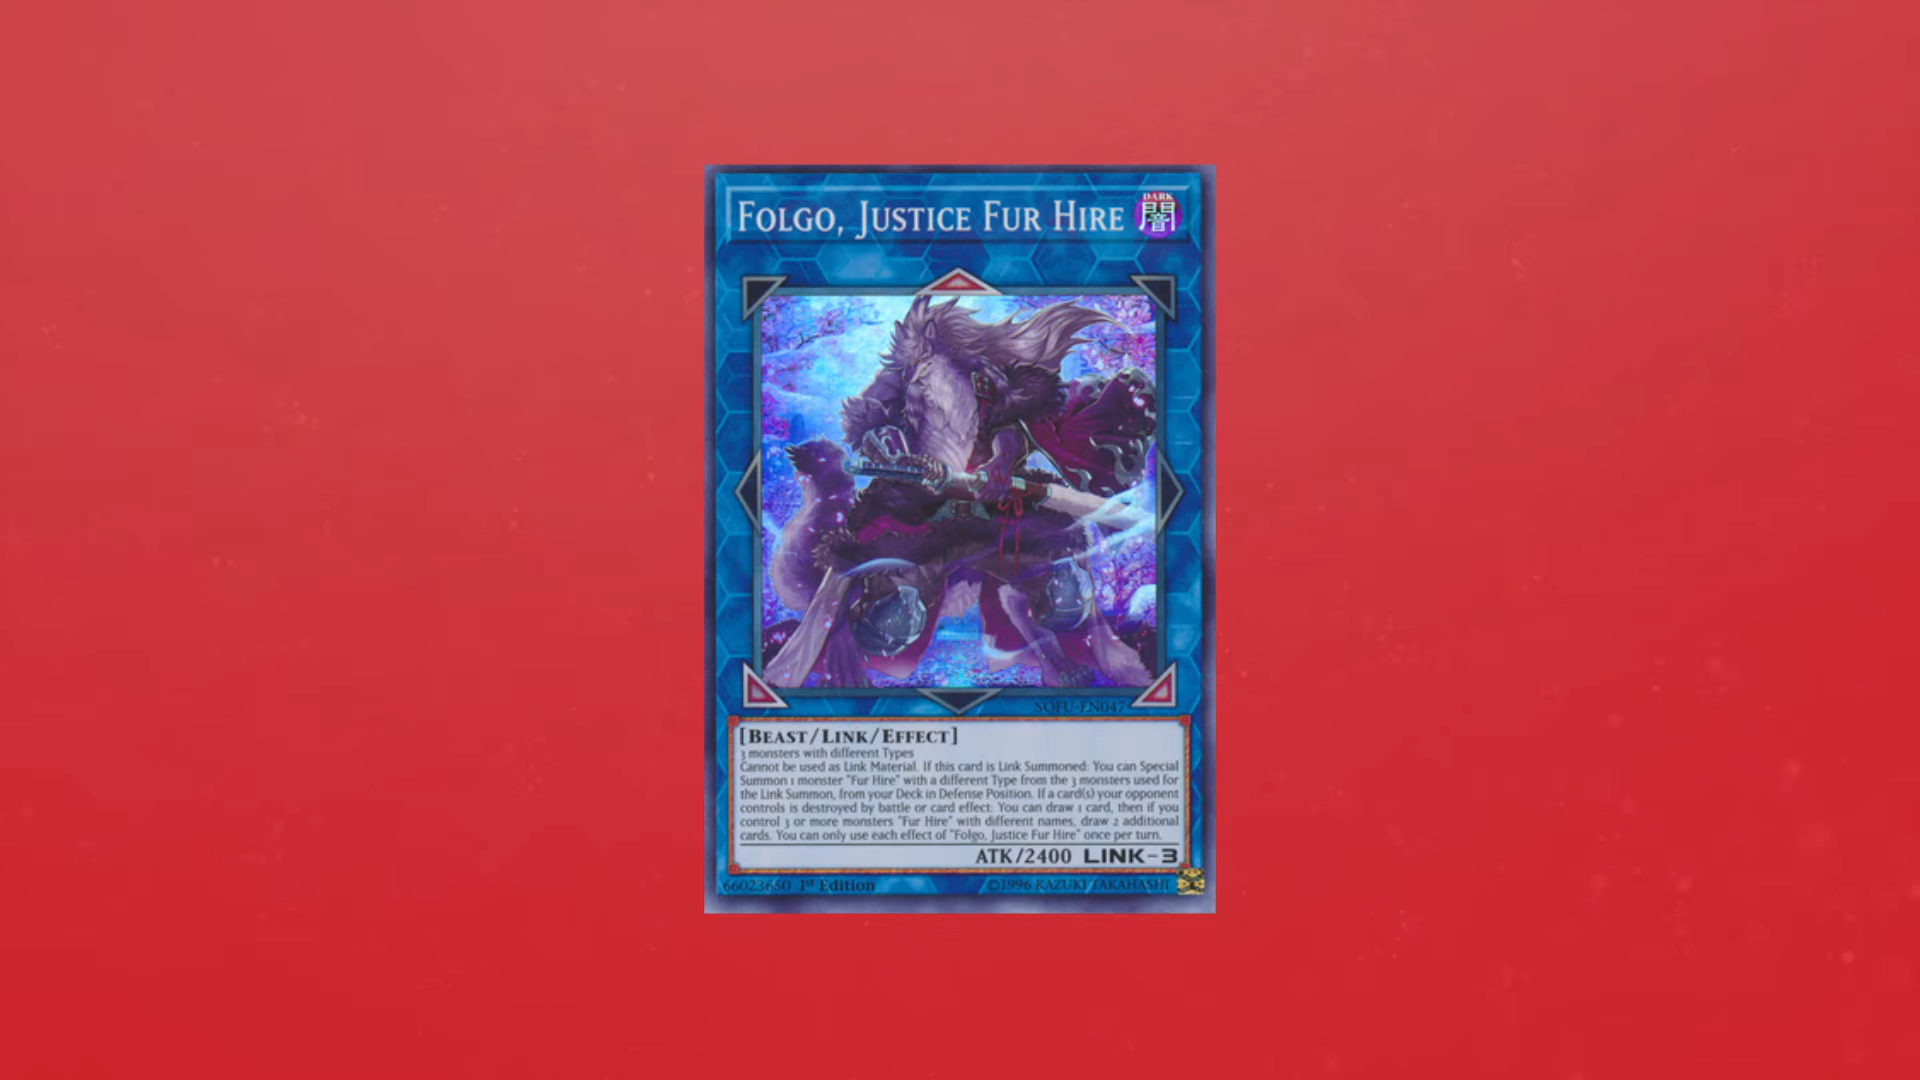 FOLGO, JUSTICE FUR HIRE
DARK
闇
SOFU-EN047
[BEAST/LINK/EFFECT]
3 monsters with different Types
Cannot be used as Link Material. If this card is Link Summoned: You can Special
Summon 1 monster "Fur Hire" with a different Type from the 3 monsters used for
the Link Summon, from your Deck in Defense Position. If a card(s) your opponent
controls is destroyed by battle or card effect: You can draw 1 card, then if you
control 3 or more monsters "Fur Hire" with different names, draw 2 additional
cards. You can only use each effect of "Folgo, Justice Fur Hire" once per turn.
ATK/2400 LINK-3
66023650 1st Edition
©1996 KAZUKI TAKAHASHI